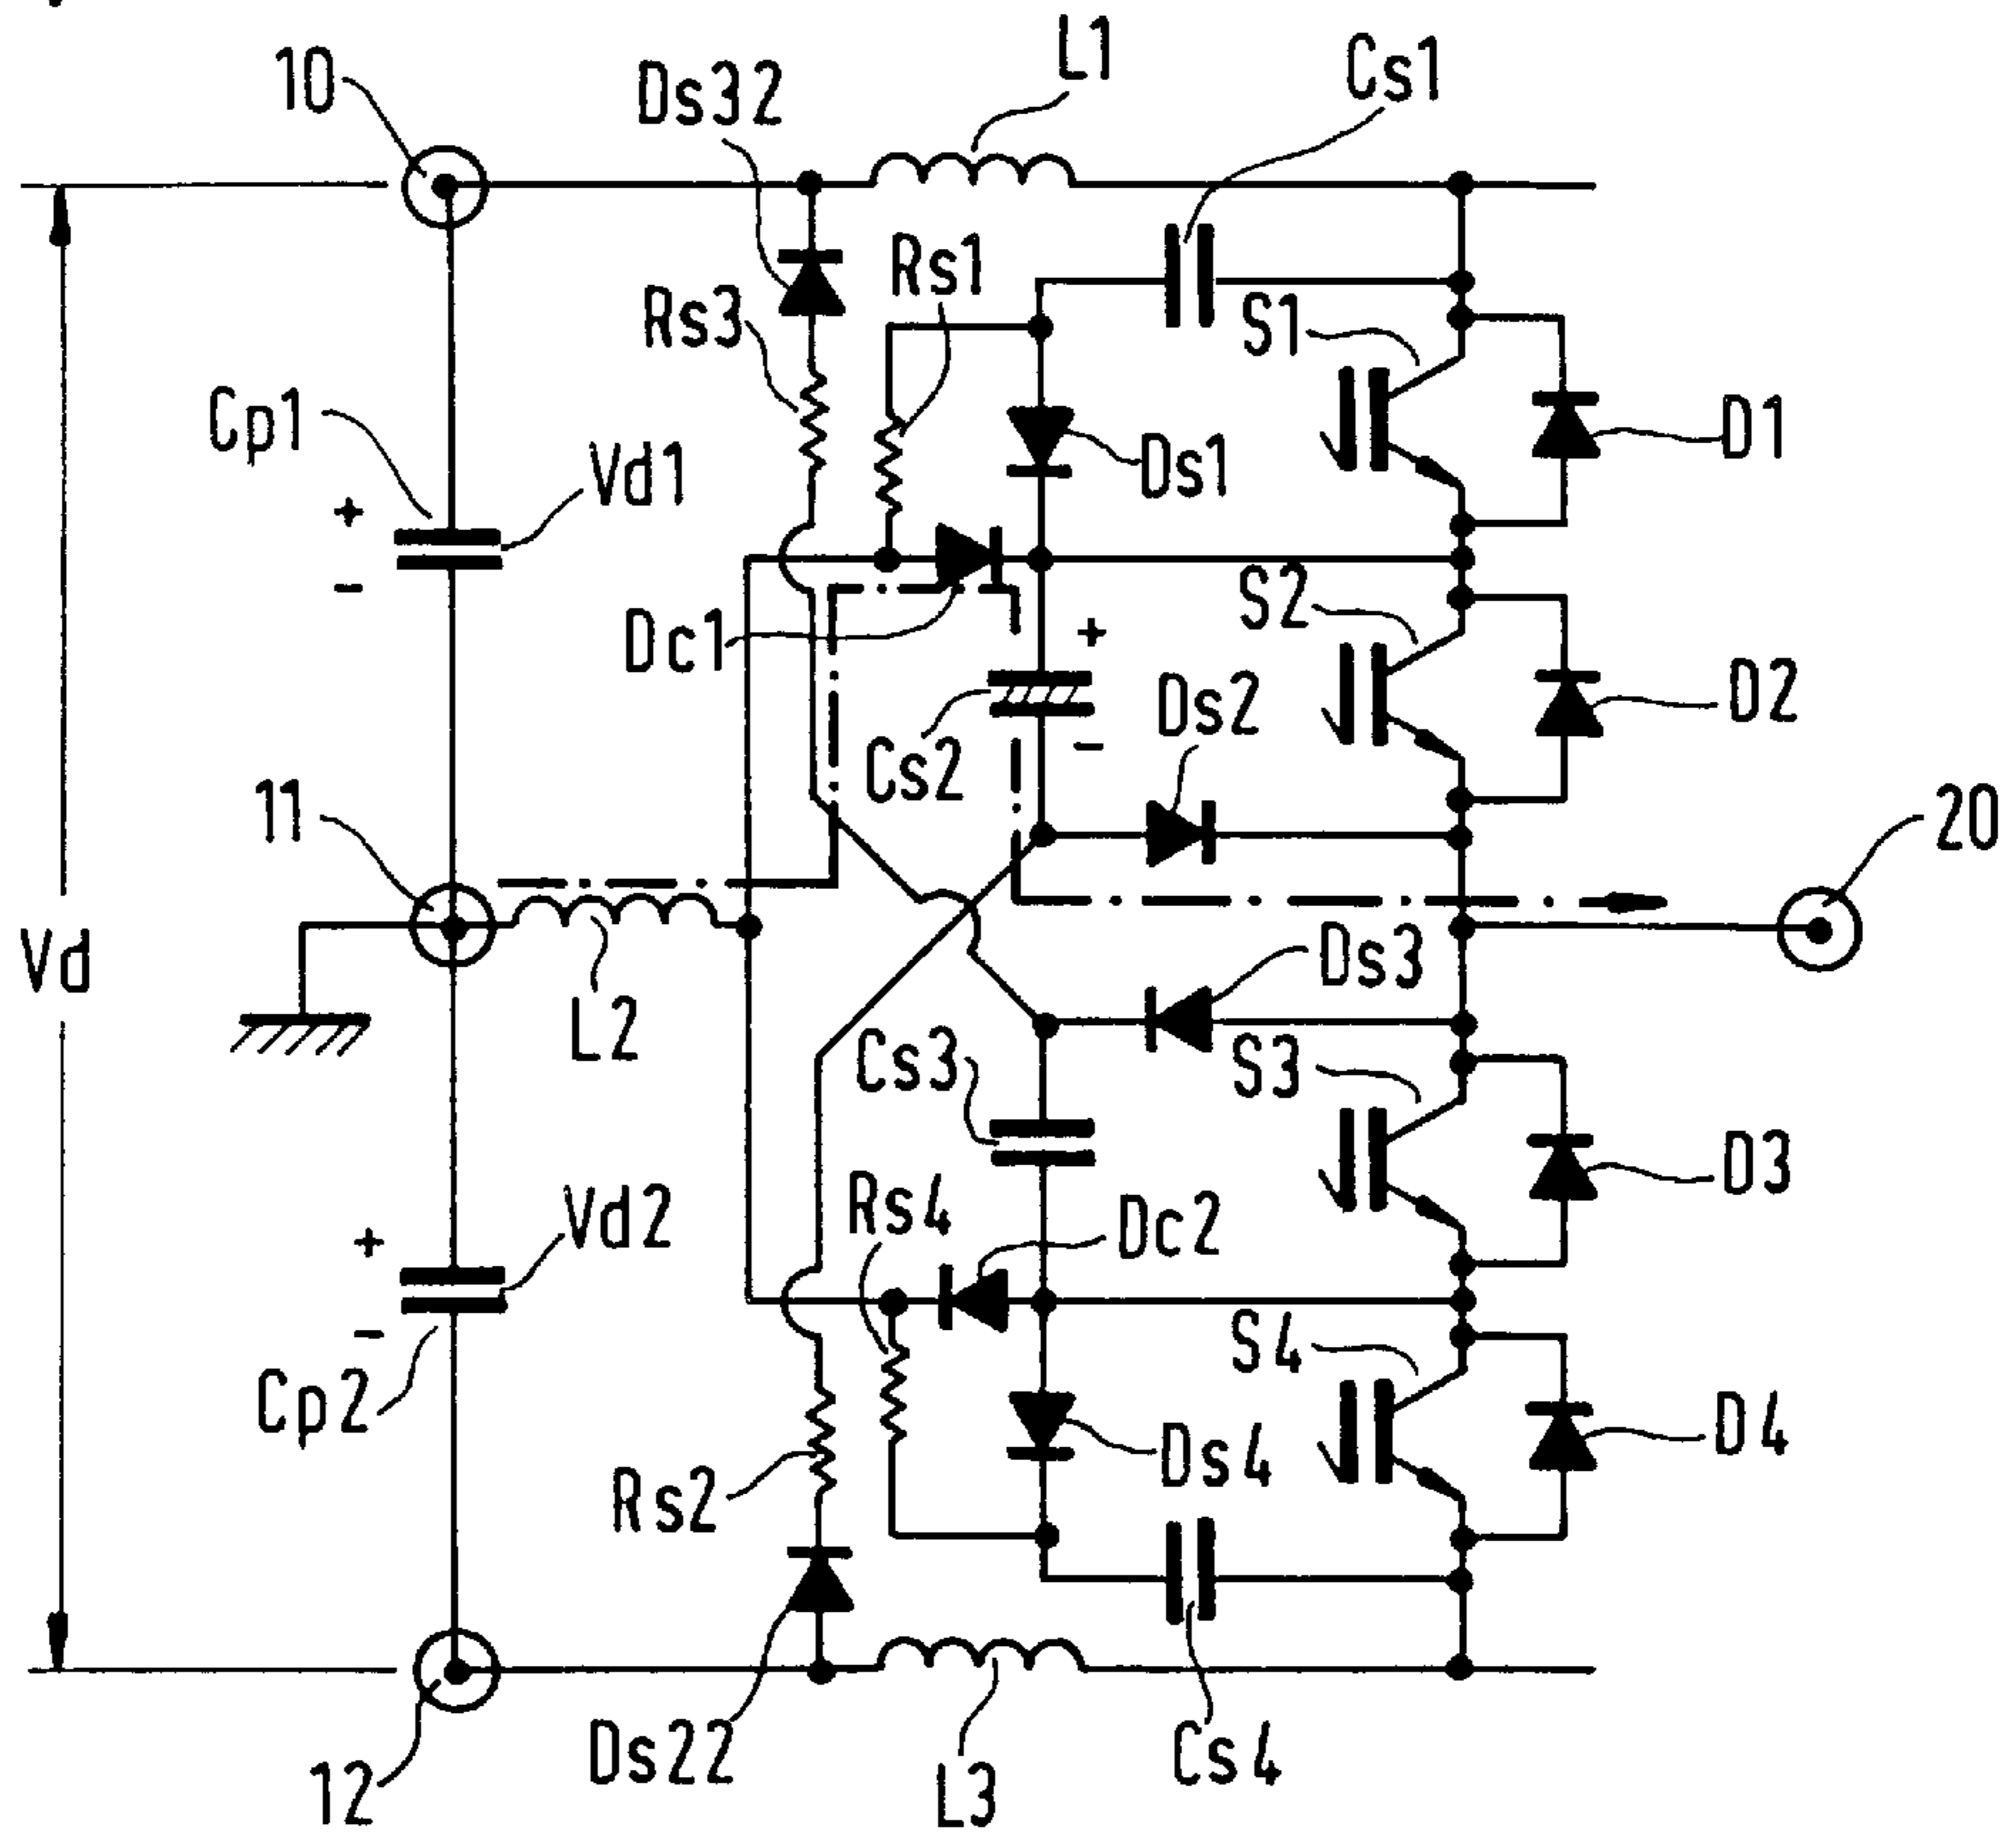 L1
Cs1
10
Ds32
Rs1
Rs3
S1
Cp1
D1
Vd1
Ds1
+
-
S2
Dc1
+
D2
Ds2
Cs2
-
11
20
Vd
Ds3
L2
Cs3
S3
D3
Rs4
Vd2
Dc2
+
-
S4
Cp2
D4
Ds4
Rs2
Ds22
Cs4
12
L3